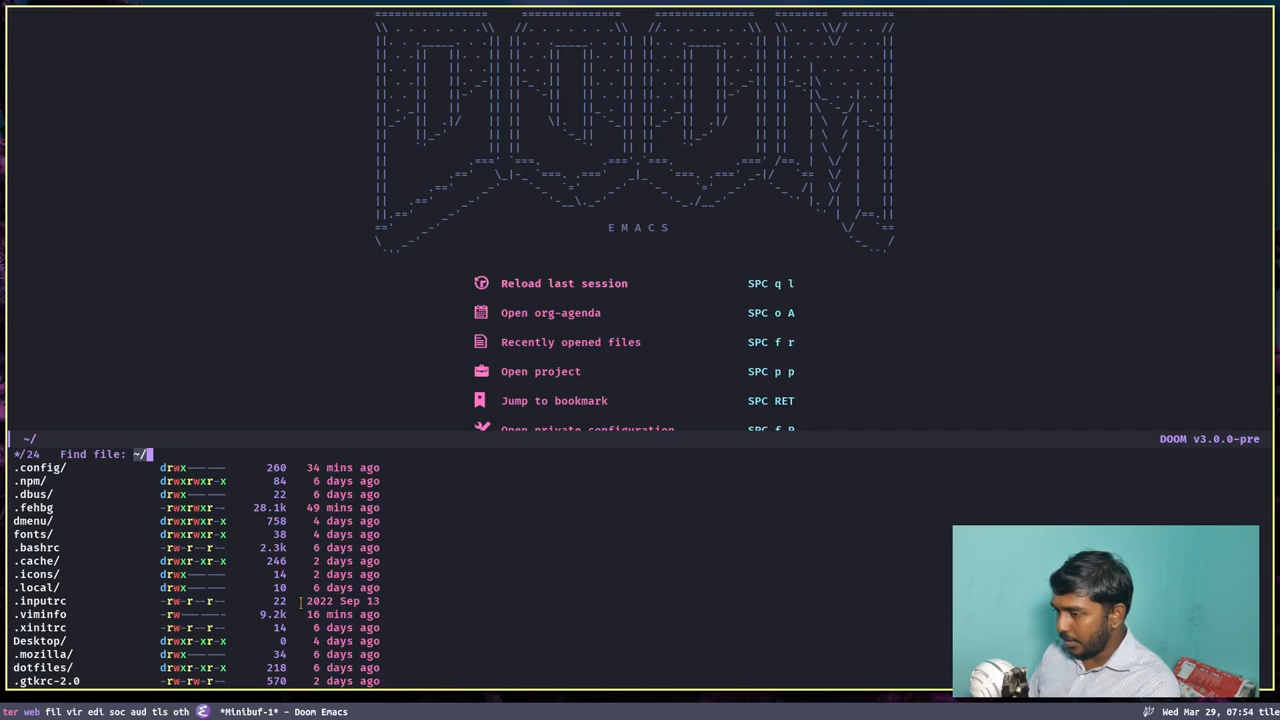 EMACS
Reload last session SPC q l
Open org-agenda SPC o A
Recently opened files SPC f r
Open project SPC p p
Jump to bookmark SPC RET
Open private configuration SPC f P
~/ DOOM v3.0.0-pre
*/24 Find file: ~/
.config/ drwx------ 260 34 mins ago
.npm/ drwxrwxr-x 84 6 days ago
.dbus/ drwx------ 22 6 days ago
.fehbg -rwxrwxr-- 28.1k 49 mins ago
dmenu/ drwxrwxr-x 758 4 days ago
fonts/ drwxrwxr-x 38 4 days ago
.bashrc -rw-r--r-- 2.3k 6 days ago
.cache/ drwxr-xr-x 246 2 days ago
.icons/ drwx------ 14 2 days ago
.local/ drwx------ 10 6 days ago
.inputrc -rw-r--r-- 22 2022 Sep 13
.viminfo -rw------- 9.2k 16 mins ago
.xinitrc -rw-r--r-- 14 6 days ago
Desktop/ drwxr-xr-x 0 4 days ago
.mozilla/ drwx------ 34 6 days ago
dotfiles/ drwxr-xr-x 218 6 days ago
.gtkrc-2.0 -rw-rw-r-- 570 2 days ago
ter web fil vir edi soc aud tls oth *Minibuf-1* - Doom Emacs Wed Mar 29, 07:54 tile